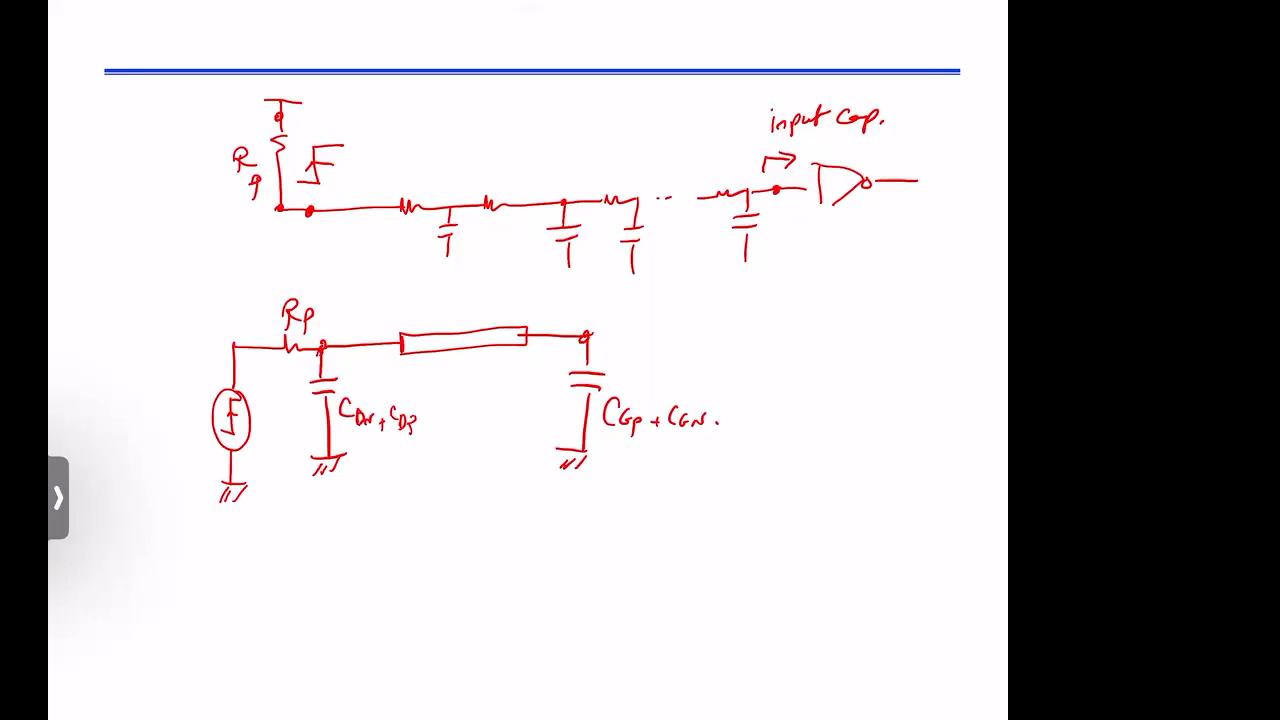 input Cap.
Rp
Rp
CDN + CDP
CGP + CGN.